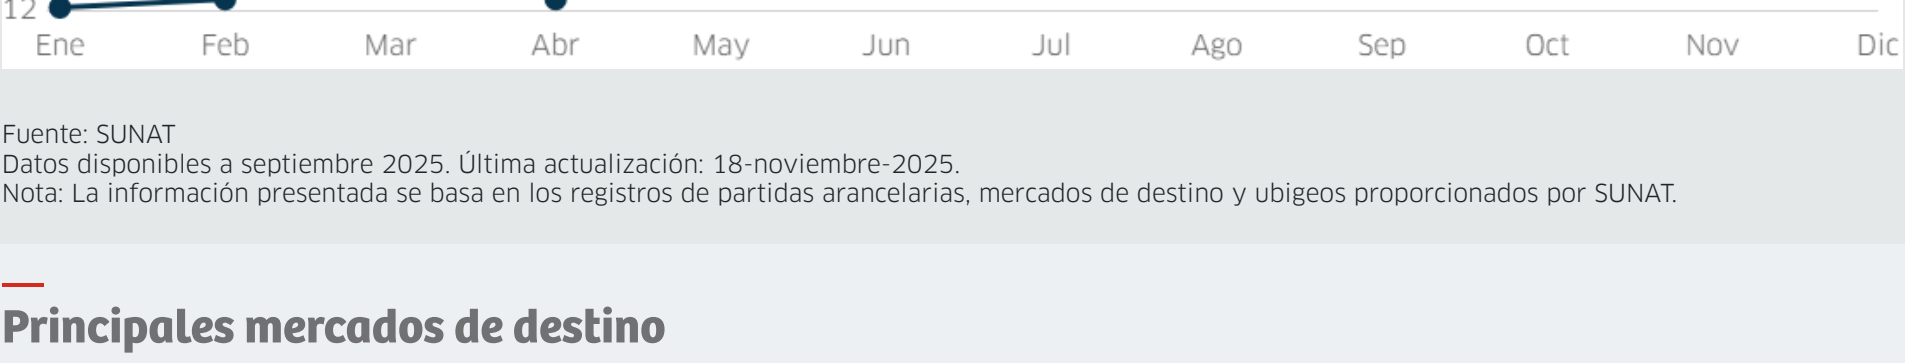 12
Ene Feb Mar Abr May Jun Jul Ago Sep Oct Nov Dic
Fuente: SUNAT
Datos disponibles a septiembre 2025. Última actualización: 18-noviembre-2025.
Nota: La información presentada se basa en los registros de partidas arancelarias, mercados de destino y ubigeos proporcionados por SUNAT.
Principales mercados de destino